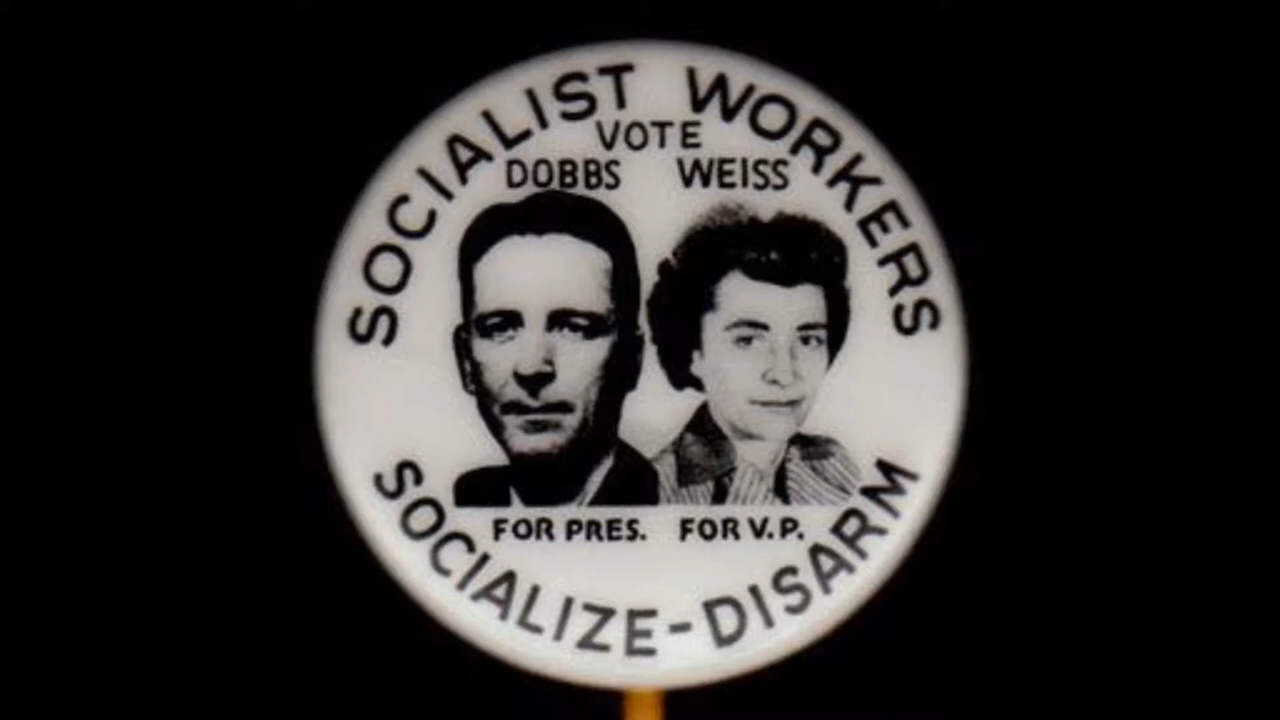 SOCIALIST WORKERS
VOTE
DOBBS WEISS
FOR PRES. FOR V.P.
SOCIALIZE-DISARM